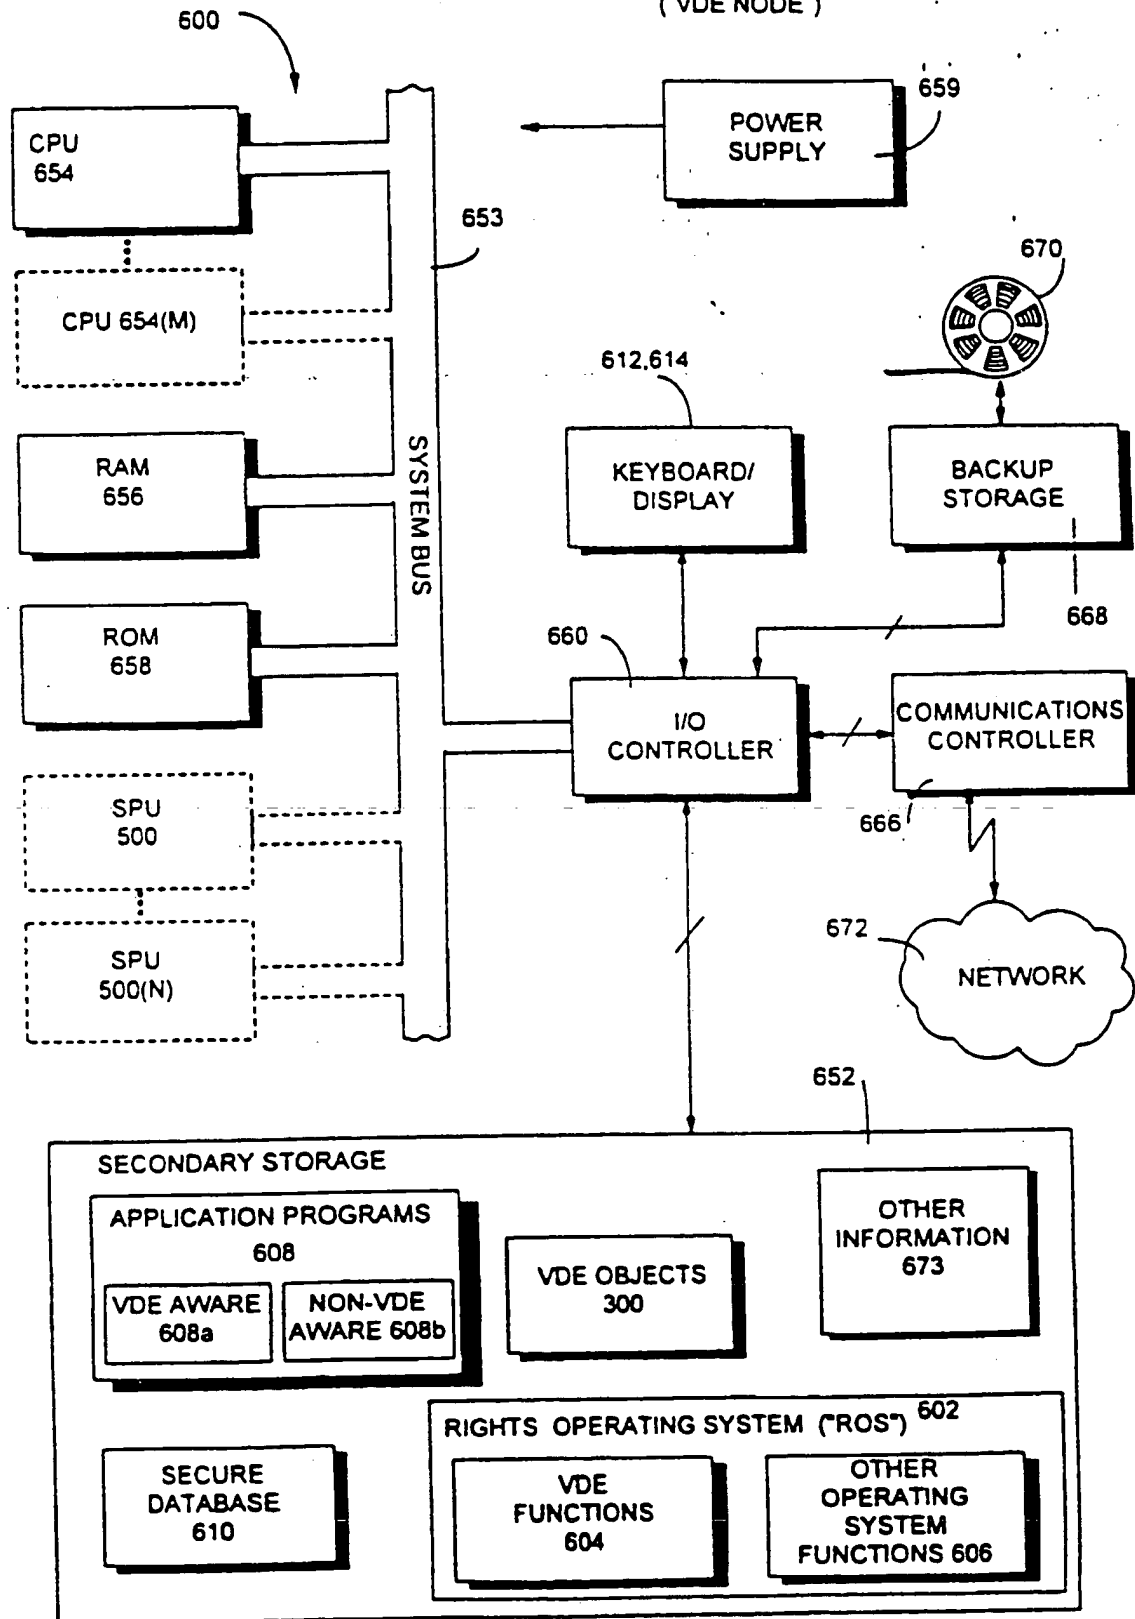 ( VDE NODE )
600
CPU
654
POWER
SUPPLY
659
653
CPU 654(M)
670
612,614
RAM
656
SYSTEM BUS
KEYBOARD/
DISPLAY
BACKUP
STORAGE
668
ROM
658
660
I/O
CONTROLLER
COMMUNICATIONS
CONTROLLER
666
SPU
500
SPU
500(N)
672
NETWORK
652
SECONDARY STORAGE
APPLICATION PROGRAMS
608
VDE AWARE
608a
NON-VDE
AWARE 608b
VDE OBJECTS
300
OTHER
INFORMATION
673
SECURE
DATABASE
610
RIGHTS OPERATING SYSTEM ("ROS") 602
VDE
FUNCTIONS
604
OTHER
OPERATING
SYSTEM
FUNCTIONS 606